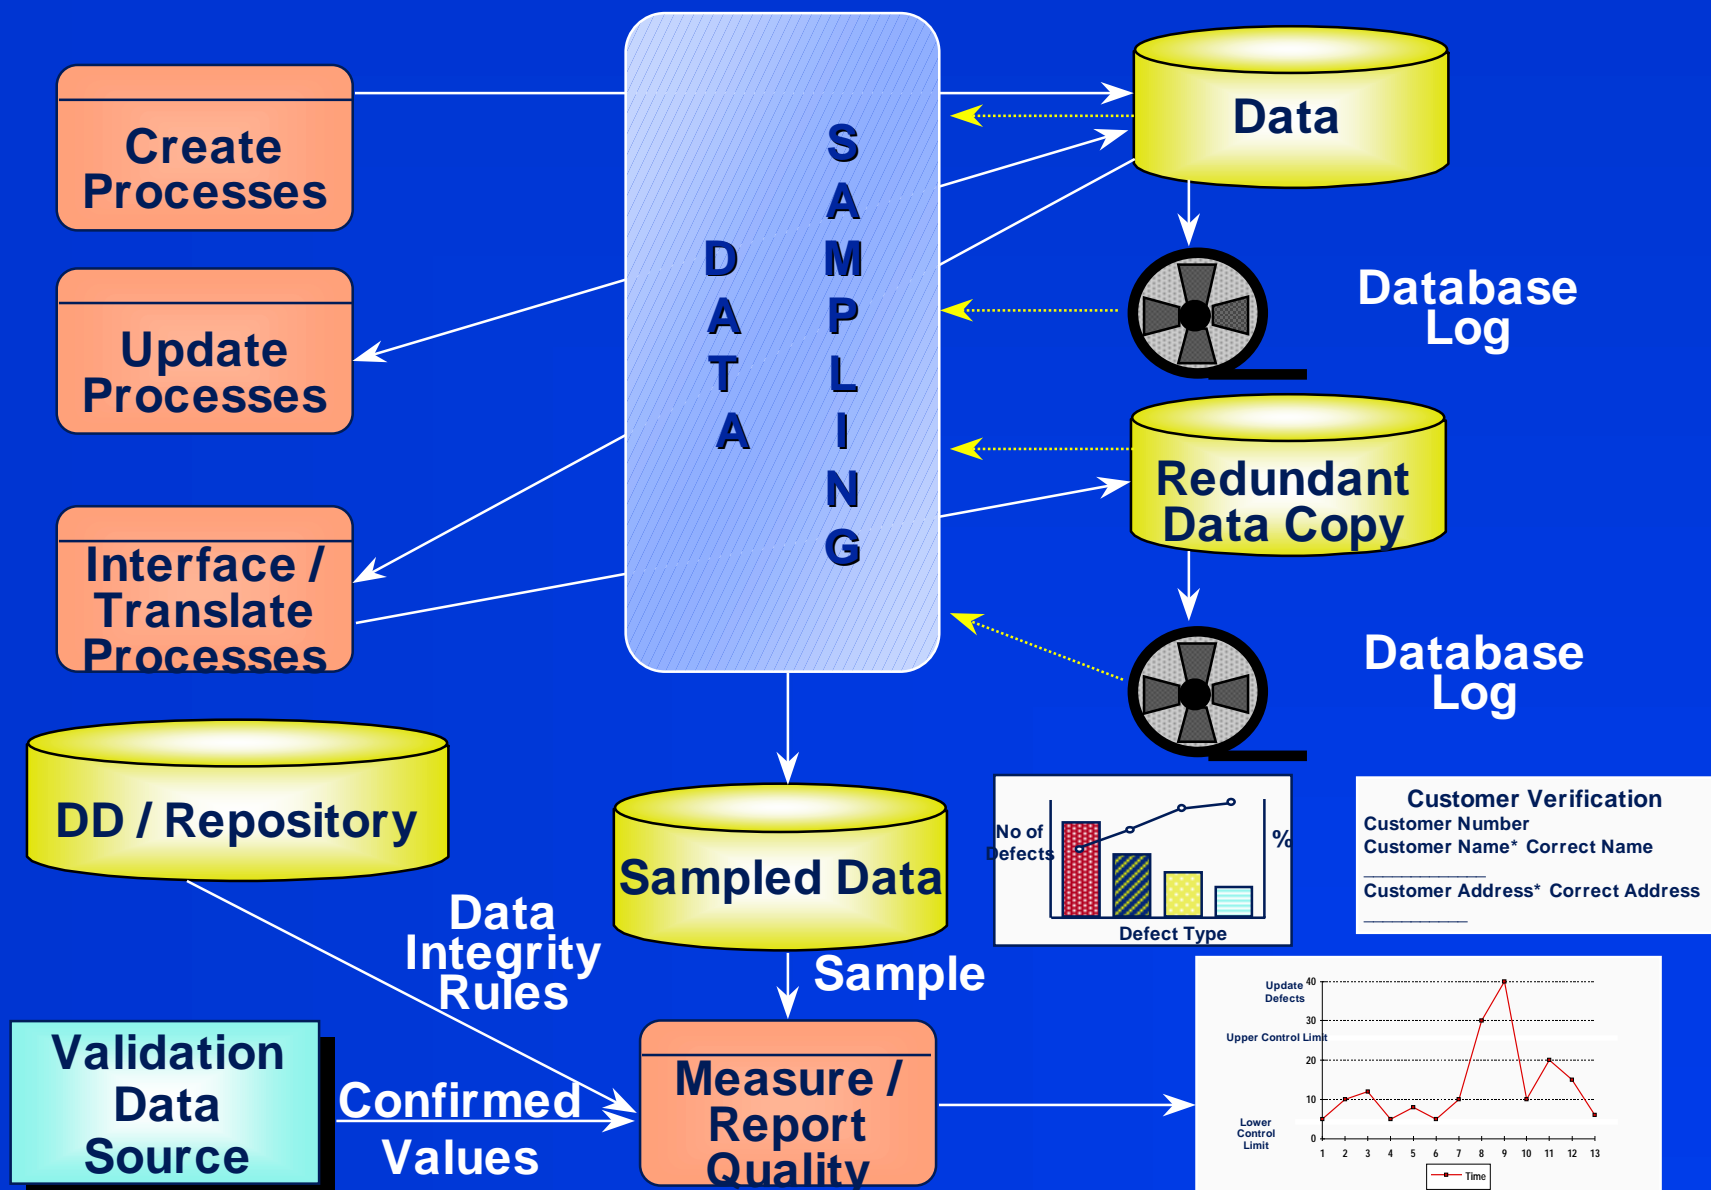 Create
Processes
Update
Processes
Interface /
Translate
Processes
DATA
SAMPLING
Data
Database
Log
Redundant
Data Copy
Database
Log
DD / Repository
Data
Integrity
Rules
Sampled Data
Sample
Validation
Data
Source
Confirmed
Values
Measure /
Report
Quality
No of
Defects
%
Defect Type
Customer Verification
Customer Number
Customer Name* Correct Name
_____________
Customer Address* Correct Address
___________
Update
Defects
Upper Control Limit
Lower
Control
Limit
40
30
20
10
0
1 2 3 4 5 6 7 8 9 10 11 12 13
Time